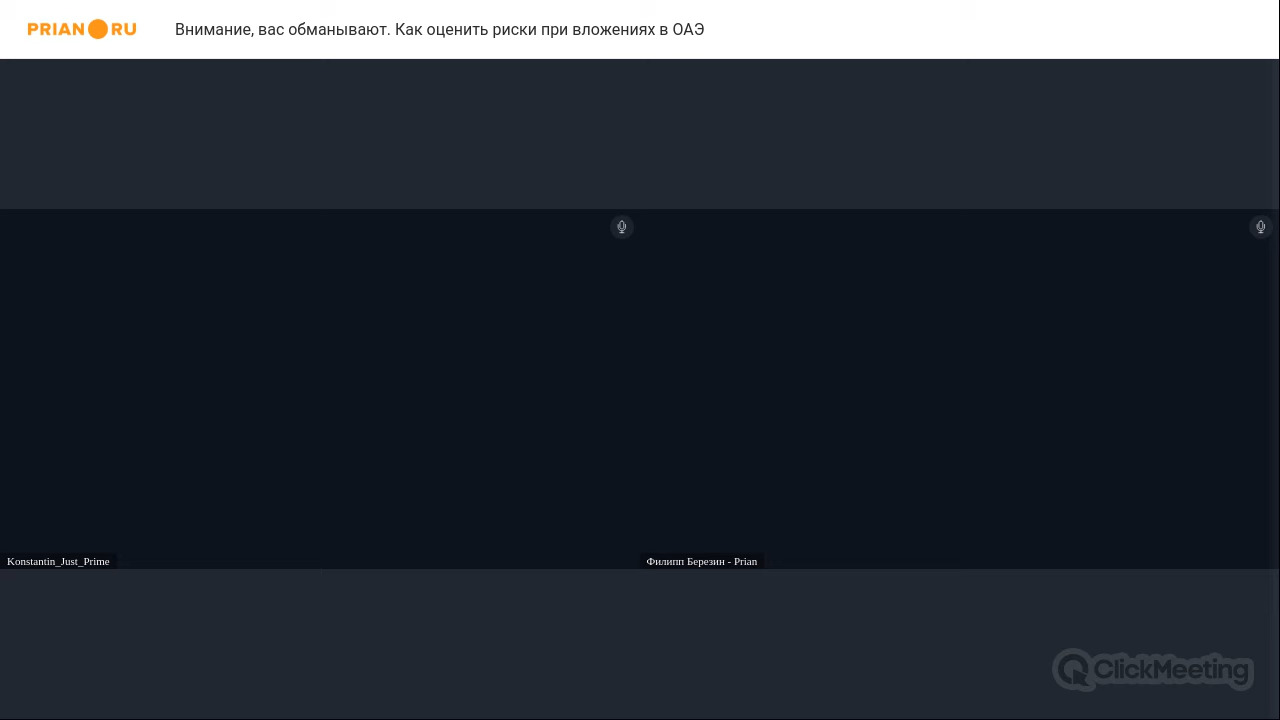 PRIAN RU
Внимание, вас обманывают. Как оценить риски при вложениях в ОАЭ
Konstantin_Just_Prime
Филипп Березин - Prian
ClickMeeting